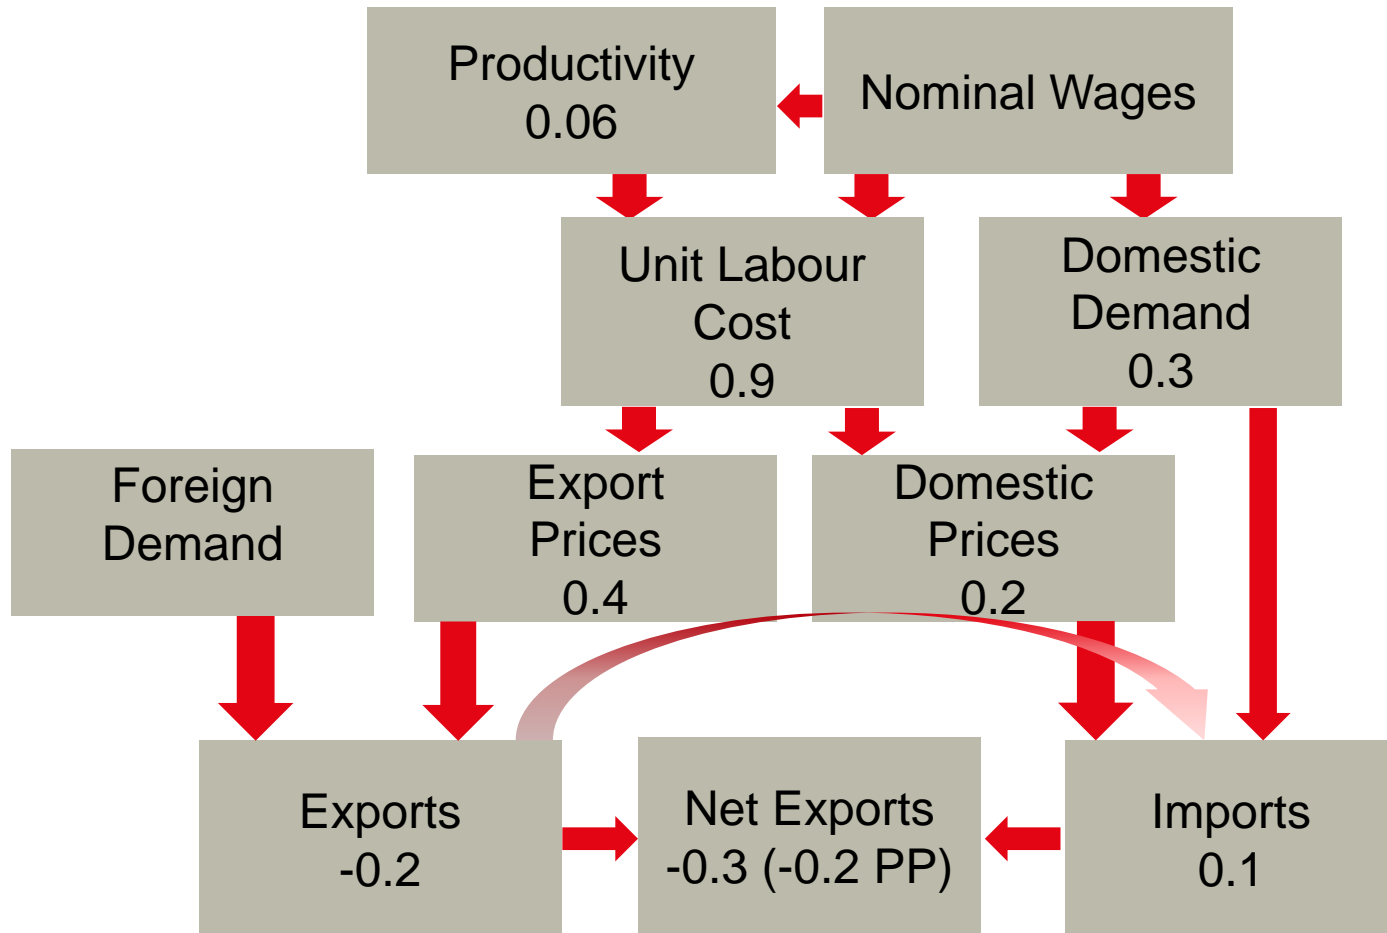 Productivity
0.06
Nominal Wages
Unit Labour
Cost
0.9
Domestic
Demand
0.3
Foreign
Demand
Export
Prices
0.4
Domestic
Prices
0.2
Exports
-0.2
Net Exports
-0.3 (-0.2 PP)
Imports
0.1